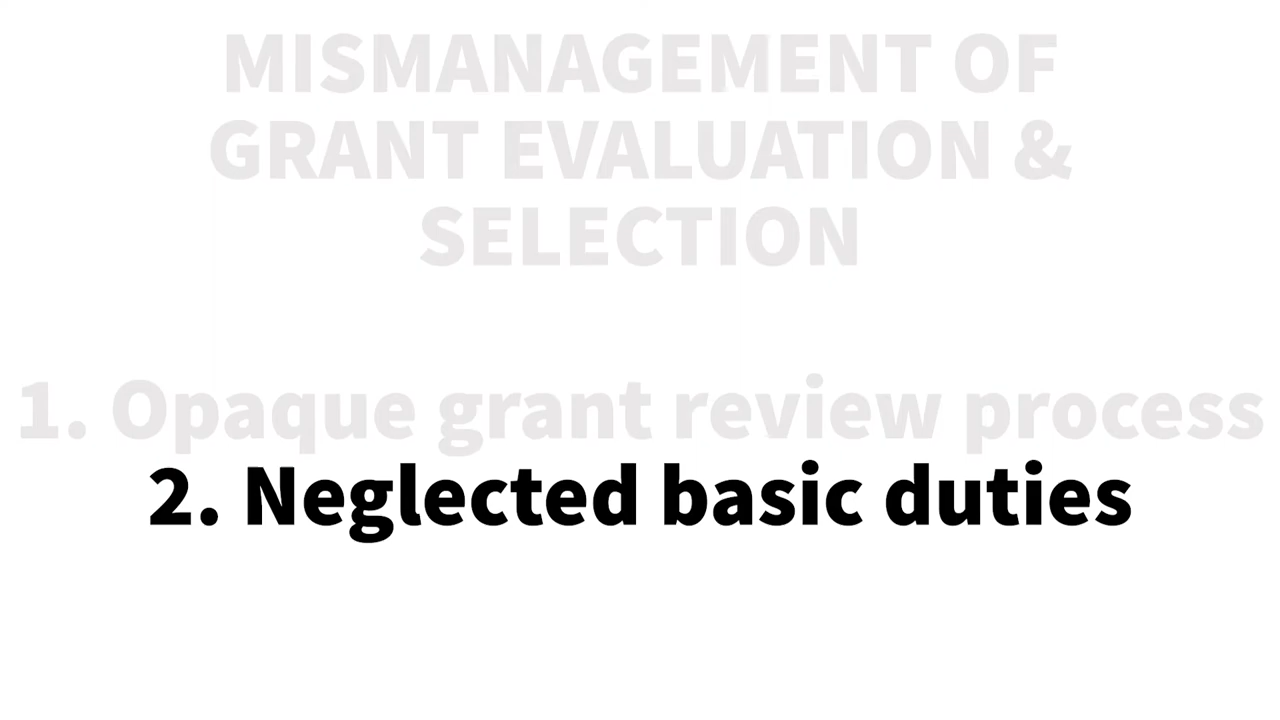 MISMANAGEMENT OF
GRANT EVALUATION &
SELECTION
1. Opaque grant review process
2. Neglected basic duties